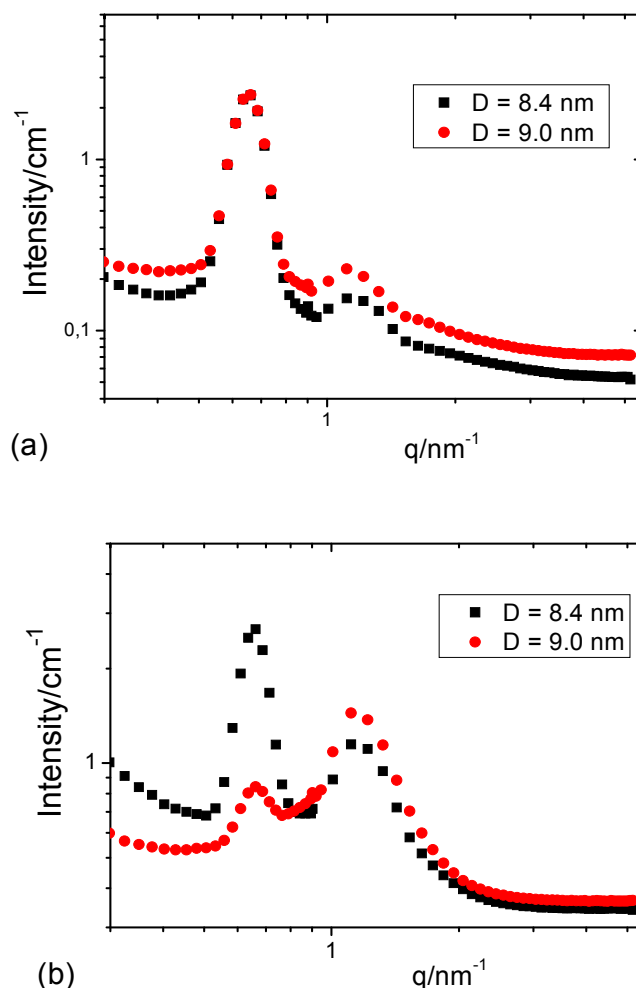 Intensity/cm⁻¹
1
0,1
D = 8.4 nm
D = 9.0 nm
1
q/nm⁻¹
(a)
Intensity/cm⁻¹
1
D = 8.4 nm
D = 9.0 nm
1
q/nm⁻¹
(b)